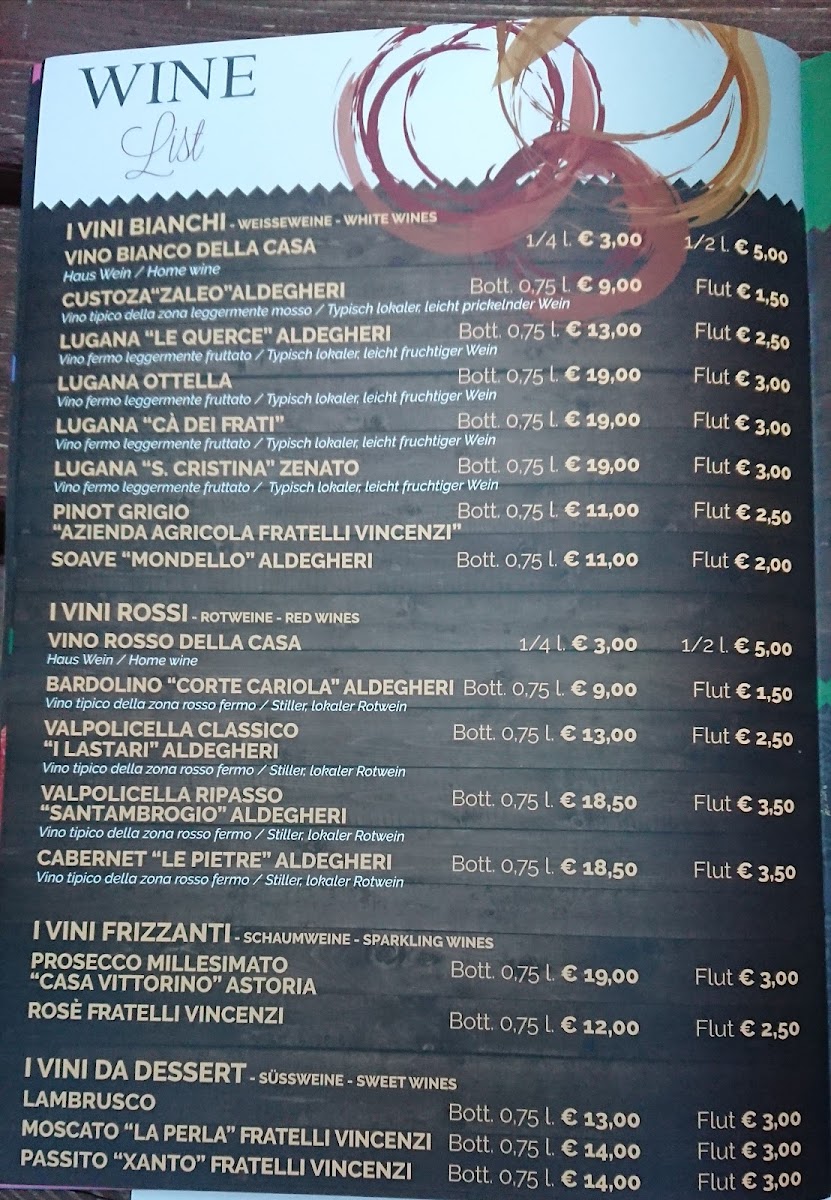 WINE
List
I VINI BIANCHI - WEISSEWEINE - WHITE WINES
VINO BIANCO DELLA CASA 1/4 l. € 3,00 1/2 l. € 5,00
Haus Wein / Home wine
CUSTOZA“ZALEO”ALDEGHERI Bott. 0,75 l. € 9,00 Flut € 1,50
Vino tipico della zona leggermente mosso / Typisch lokaler, leicht prickelnder Wein
LUGANA “LE QUERCE” ALDEGHERI Bott. 0,75 l. € 13,00 Flut € 2,50
Vino fermo leggermente fruttato / Typisch lokaler, leicht fruchtiger Wein
LUGANA OTTELLA Bott. 0,75 l. € 19,00 Flut € 3,00
Vino fermo leggermente fruttato / Typisch lokaler, leicht fruchtiger Wein
LUGANA “CÀ DEI FRATI” Bott. 0,75 l. € 19,00 Flut € 3,00
Vino fermo leggermente fruttato / Typisch lokaler, leicht fruchtiger Wein
LUGANA “S. CRISTINA” ZENATO Bott. 0,75 l. € 19,00 Flut € 3,00
Vino fermo leggermente fruttato / Typisch lokaler, leicht fruchtiger Wein
PINOT GRIGIO Bott. 0,75 l. € 11,00 Flut € 2,50
“AZIENDA AGRICOLA FRATELLI VINCENZI”
SOAVE “MONDELLO” ALDEGHERI Bott. 0,75 l. € 11,00 Flut € 2,00
I VINI ROSSI - ROTWEINE - RED WINES
VINO ROSSO DELLA CASA 1/4 l. € 3,00 1/2 l. € 5,00
Haus Wein / Home wine
BARDOLINO “CORTE CARIOLA” ALDEGHERI Bott. 0,75 l. € 9,00 Flut € 1,50
Vino tipico della zona rosso fermo / Stiller, lokaler Rotwein
VALPOLICELLA CLASSICO Bott. 0,75 l. € 13,00 Flut € 2,50
“I LASTARI” ALDEGHERI
Vino tipico della zona rosso fermo / Stiller, lokaler Rotwein
VALPOLICELLA RIPASSO Bott. 0,75 l. € 18,50 Flut € 3,50
“SANTAMBROGIO” ALDEGHERI
Vino tipico della zona rosso fermo / Stiller, lokaler Rotwein
CABERNET “LE PIETRE” ALDEGHERI Bott. 0,75 l. € 18,50 Flut € 3,50
Vino tipico della zona rosso fermo / Stiller, lokaler Rotwein
I VINI FRIZZANTI - SCHAUMWEINE - SPARKLING WINES
PROSECCO MILLESIMATO Bott. 0,75 l. € 19,00 Flut € 3,00
“CASA VITTORINO” ASTORIA
ROSÈ FRATELLI VINCENZI Bott. 0,75 l. € 12,00 Flut € 2,50
I VINI DA DESSERT - SÜSSWEINE - SWEET WINES
LAMBRUSCO Bott. 0,75 l. € 13,00 Flut € 3,00
MOSCATO “LA PERLA” FRATELLI VINCENZI Bott. 0,75 l. € 14,00 Flut € 3,00
PASSITO “XANTO” FRATELLI VINCENZI Bott. 0,75 l. € 14,00 Flut € 3,00